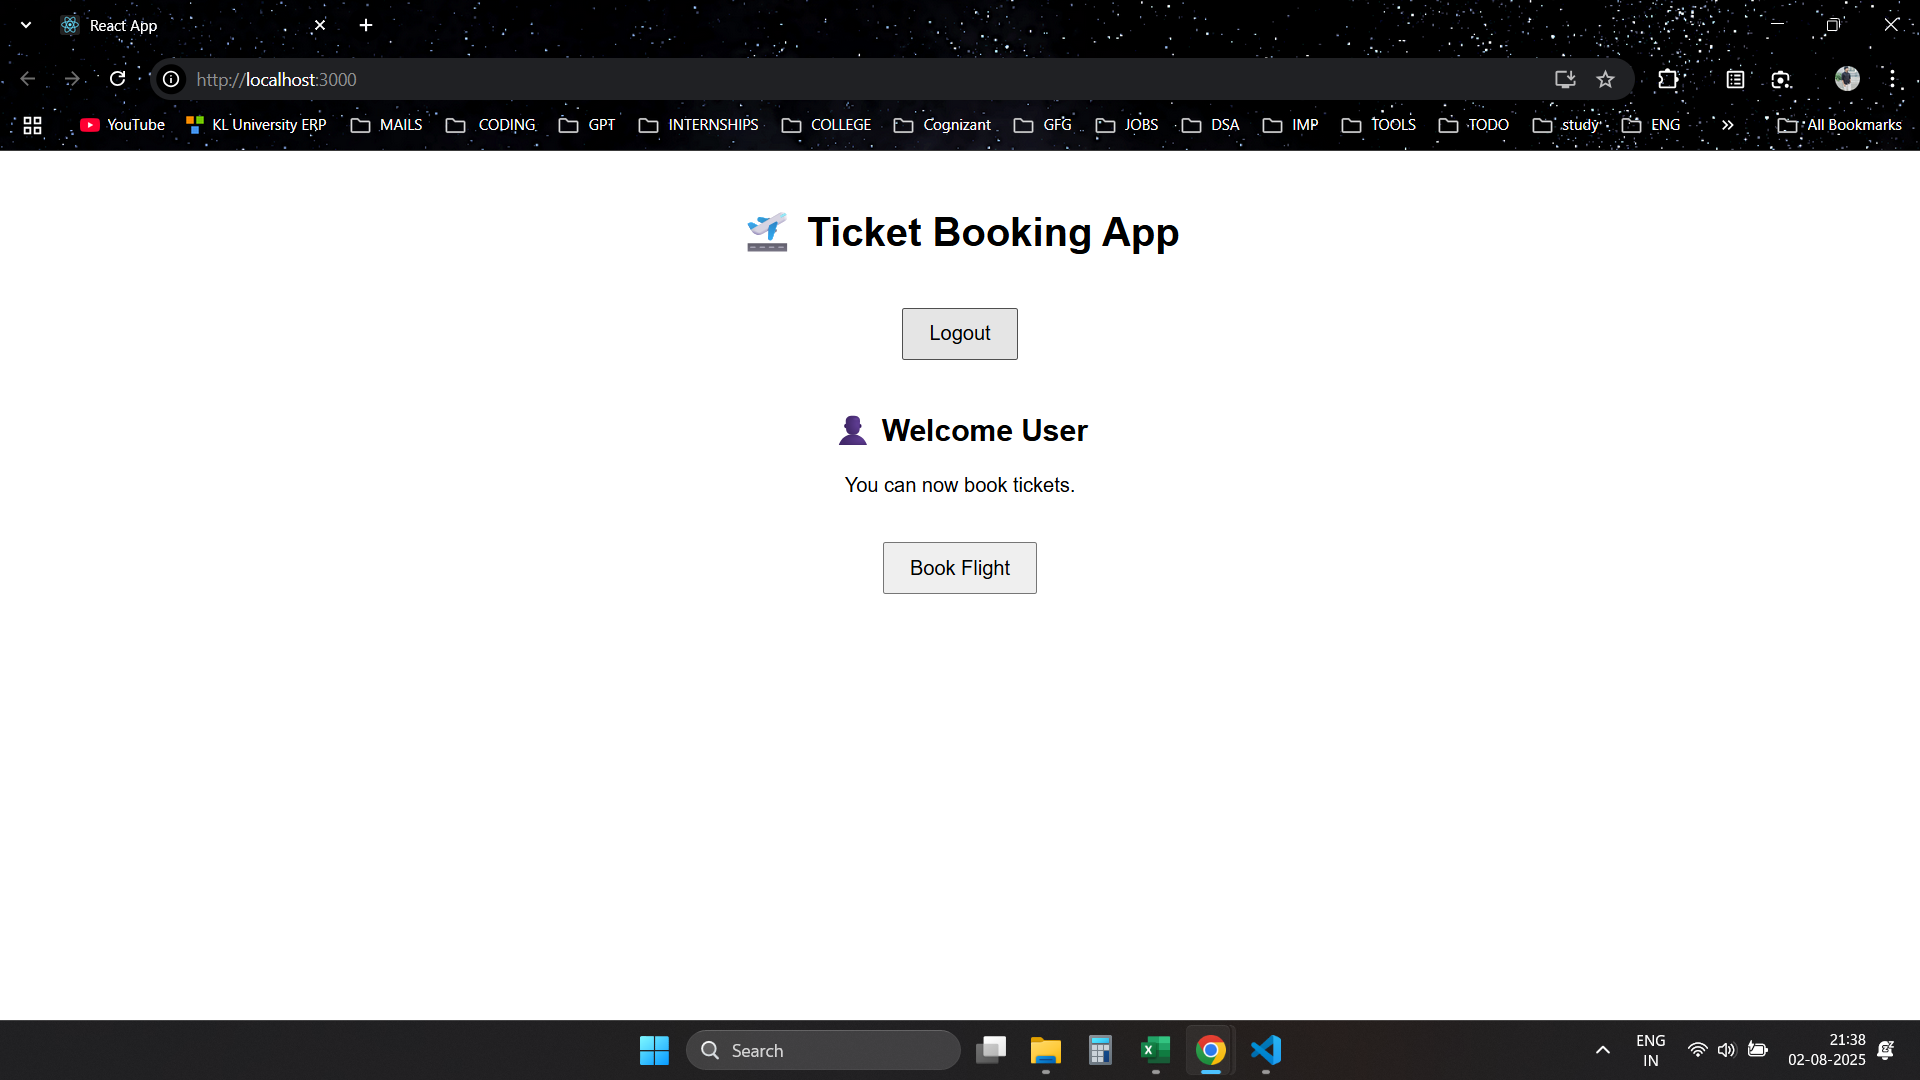 React App
http://localhost:3000
YouTube KL University ERP MAILS CODING GPT INTERNSHIPS COLLEGE Cognizant GFG JOBS DSA IMP TOOLS TODO study ENG » All Bookmarks
Ticket Booking App
Logout
Welcome User
You can now book tickets.
Book Flight
Search
ENG
IN
21:38
02-08-2025